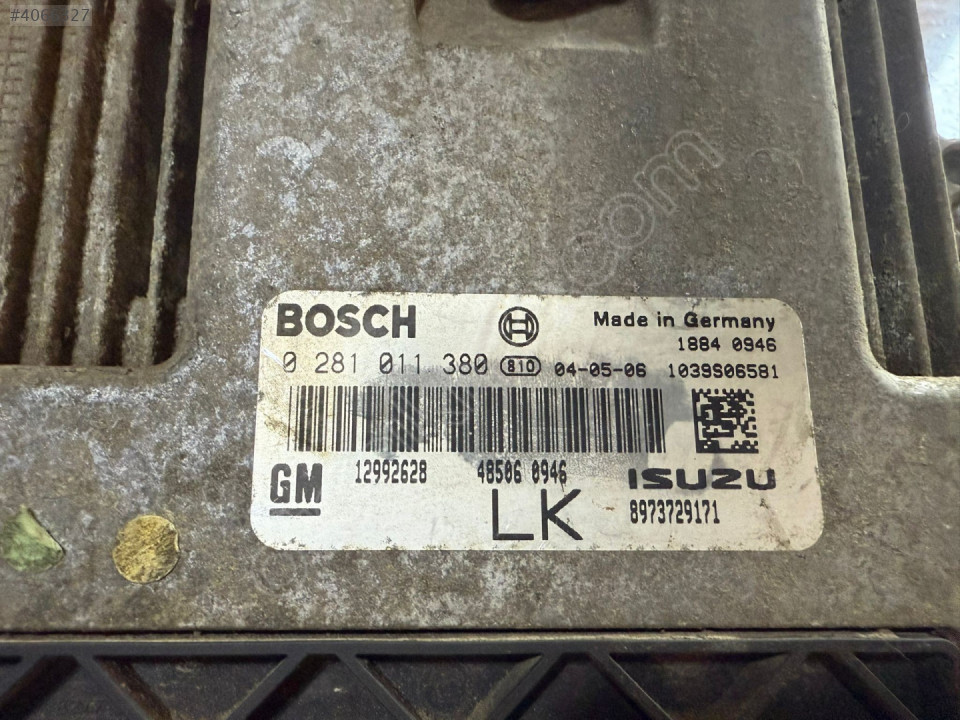 BOSCH
Made in Germany
1884 0946
0 281 011 380 810 04-05-06 1039S06581
12992628 48506 0946 ISUZU
GM
LK 8973729171
.com